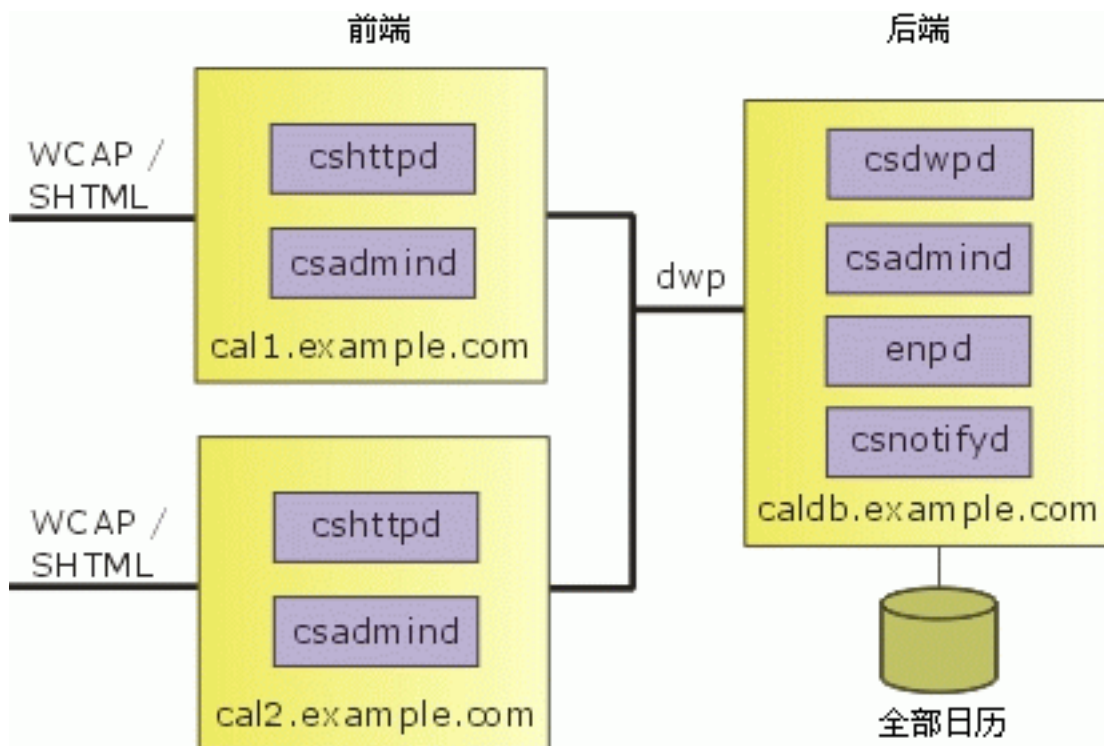 前端
后端
WCAP /
SHTML
cshttpd
csadmind
cal1.example.com
dwp
csdwpd
csadmind
enpd
csnotifyd
caldb.example.com
WCAP /
SHTML
cshttpd
csadmind
cal2.example.com
全部日历